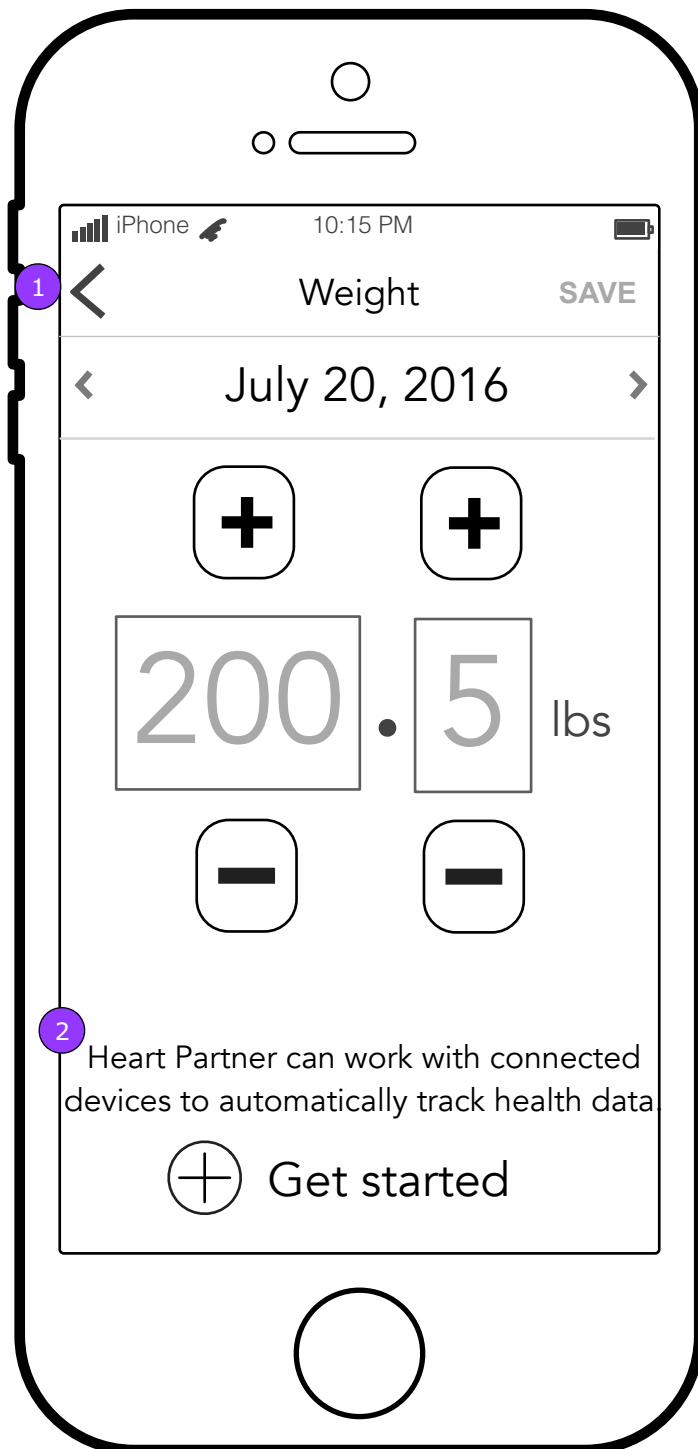 iPhone 10:15 PM
1
Weight SAVE
July 20, 2016
200 . 5 lbs
2
Heart Partner can work with connected
devices to automatically track health data.
Get started